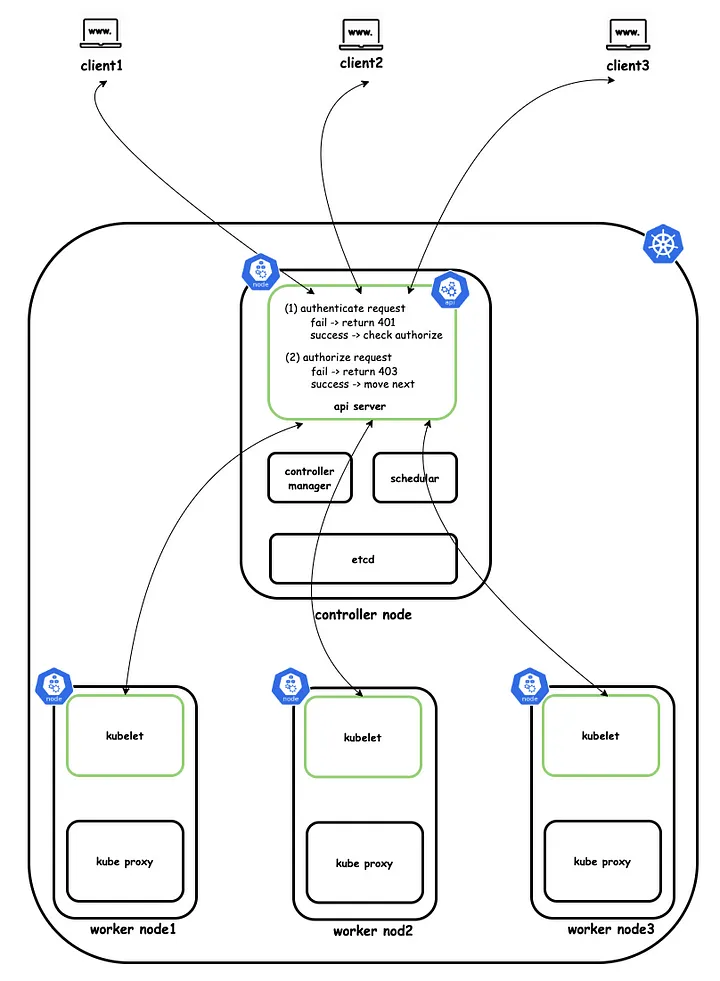 www.
www.
www.
client1
client2
client3
node
api
(1) authenticate request
fail -> return 401
success -> check authorize
(2) authorize request
fail -> return 403
success -> move next
api server
controller
manager
schedular
etcd
controller node
node
node
node
kubelet
kubelet
kubelet
kube proxy
kube proxy
kube proxy
worker node1
worker nod2
worker node3